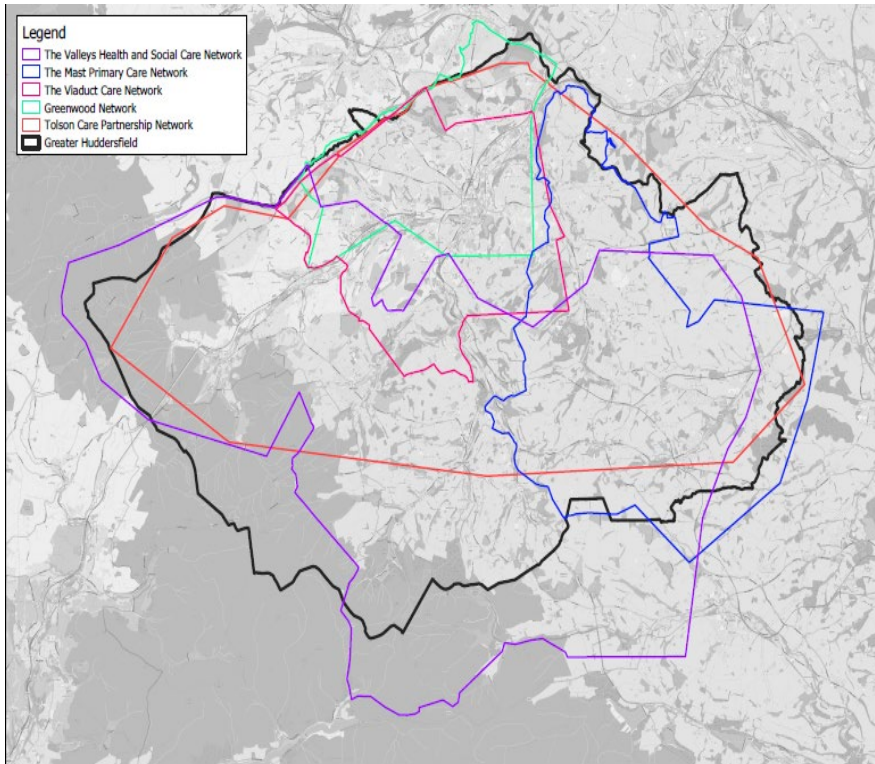 Legend
The Valleys Health and Social Care Network
The Mast Primary Care Network
The Viaduct Care Network
Greenwood Network
Tolson Care Partnership Network
Greater Huddersfield